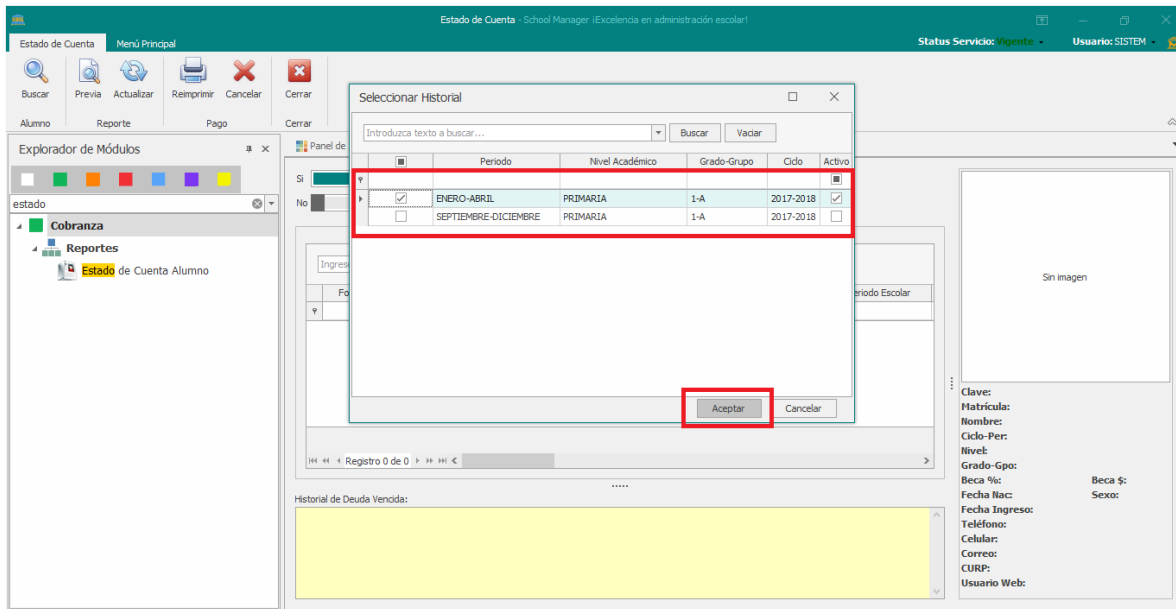 Estado de Cuenta - School Manager ¡Excelencia en administración escolar!
Estado de Cuenta Menú Principal
Status Servicio: Vigente Usuario: SISTEM
Buscar Previa Actualizar Reimprimir Cancelar Cerrar
Alumno Reporte Pago Cerrar
Explorador de Módulos
estado
Cobranza
Reportes
Estado de Cuenta Alumno
Panel de
Si
No
Ingres
Fo
eriodo Escolar
Registro 0 de 0
Historial de Deuda Vencida:
Seleccionar Historial
Introduzca texto a buscar... Buscar Vaciar
Periodo Nivel Académico Grado-Grupo Ciclo Activo
ENERO-ABRIL PRIMARIA 1-A 2017-2018
SEPTIEMBRE-DICIEMBRE PRIMARIA 1-A 2017-2018
Aceptar Cancelar
Sin imagen
Clave:
Matrícula:
Nombre:
Ciclo-Per:
Nivel:
Grado-Gpo:
Beca %: Beca $:
Fecha Nac: Sexo:
Fecha Ingreso:
Teléfono:
Celular:
Correo:
CURP:
Usuario Web: